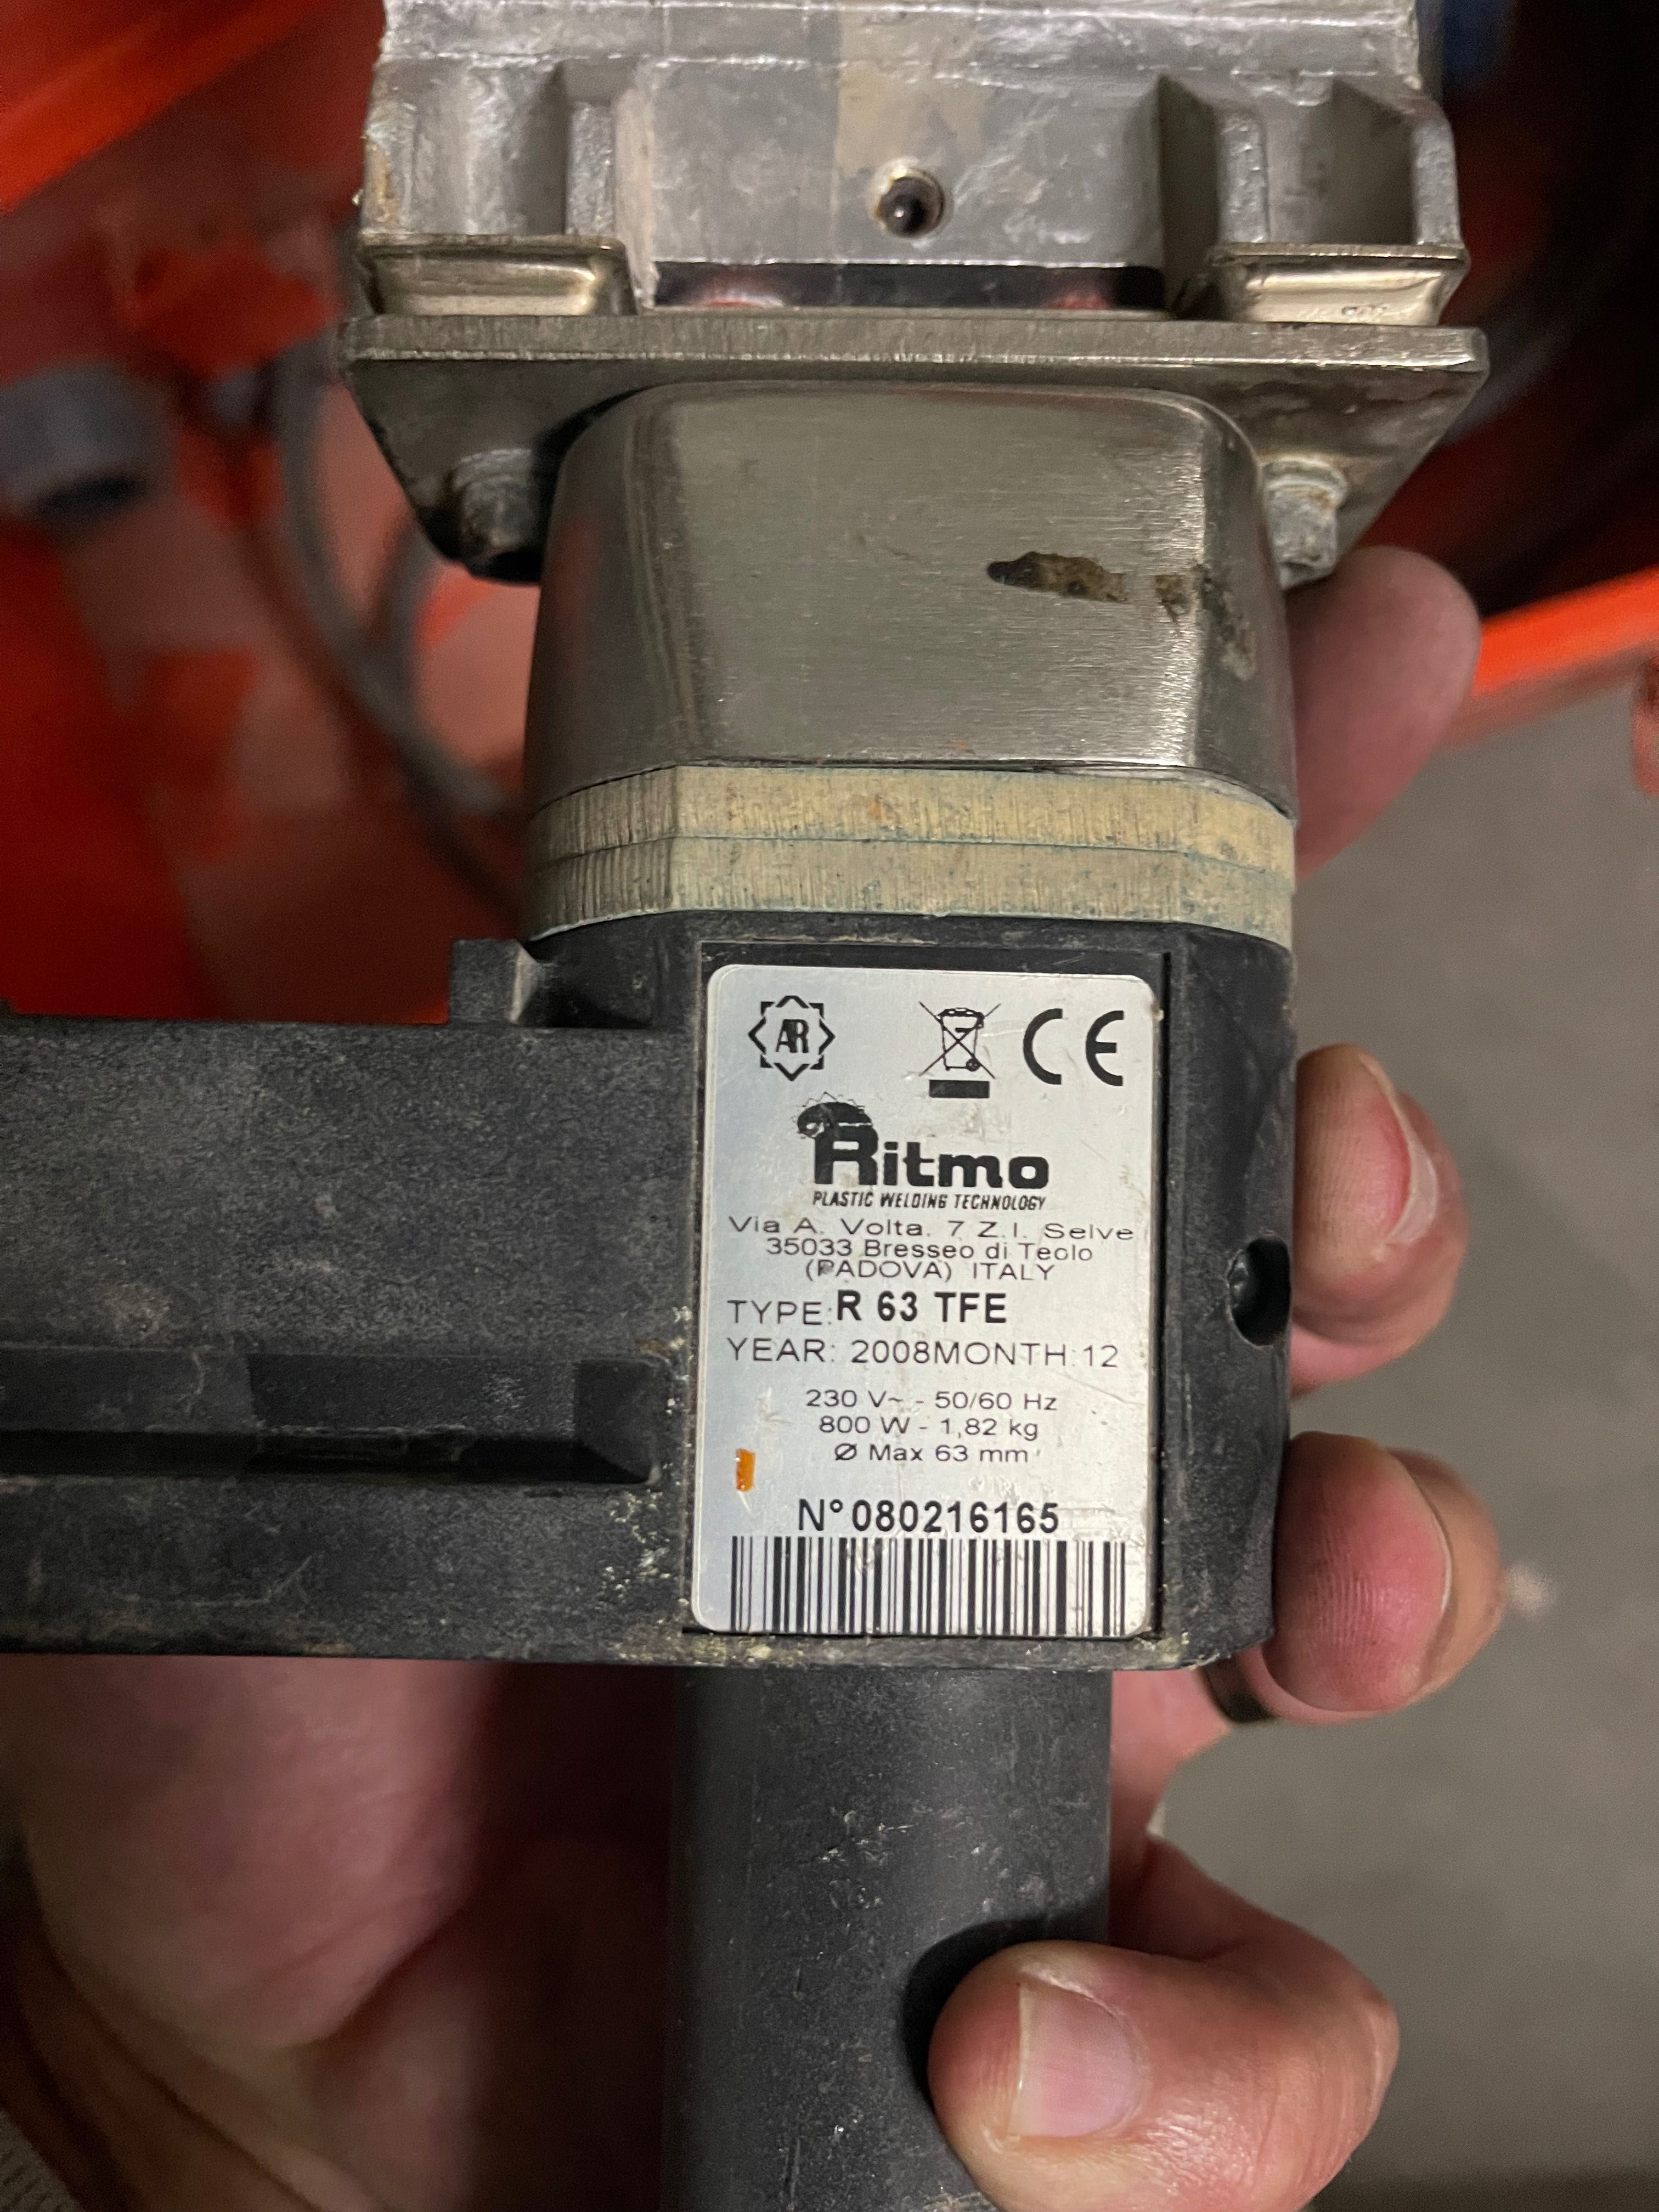 AR
CE
Ritmo
PLASTIC WELDING TECHNOLOGY
Via A. Volta. 7 Z.I. Selve
35033 Bresseo di Teolo
(PADOVA) ITALY
TYPE: R 63 TFE
YEAR: 2008 MONTH: 12
230 V~ - 50/60 Hz
800 W - 1,82 kg
Ø Max 63 mm
N° 080216165